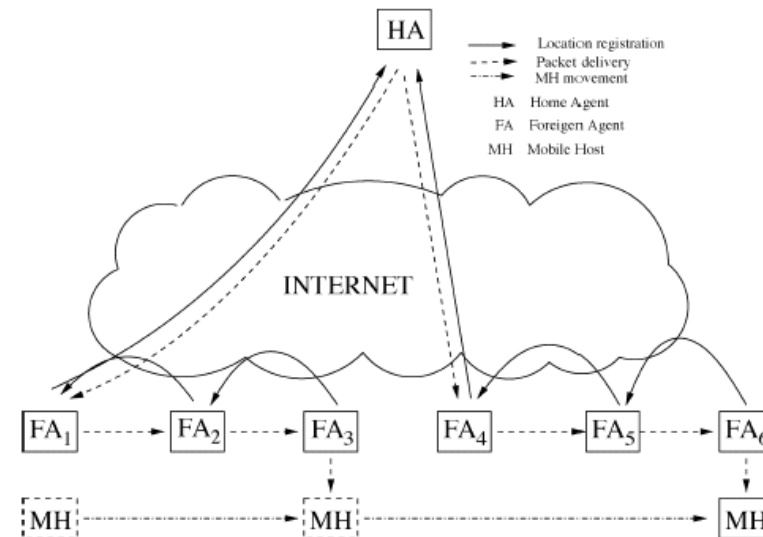 HA
Location registration
Packet delivery
MH movement
HA Home Agent
FA Foreigen Agent
MH Mobile Host
INTERNET
FA1 FA2 FA3 FA4 FA5 FA6
MH MH MH